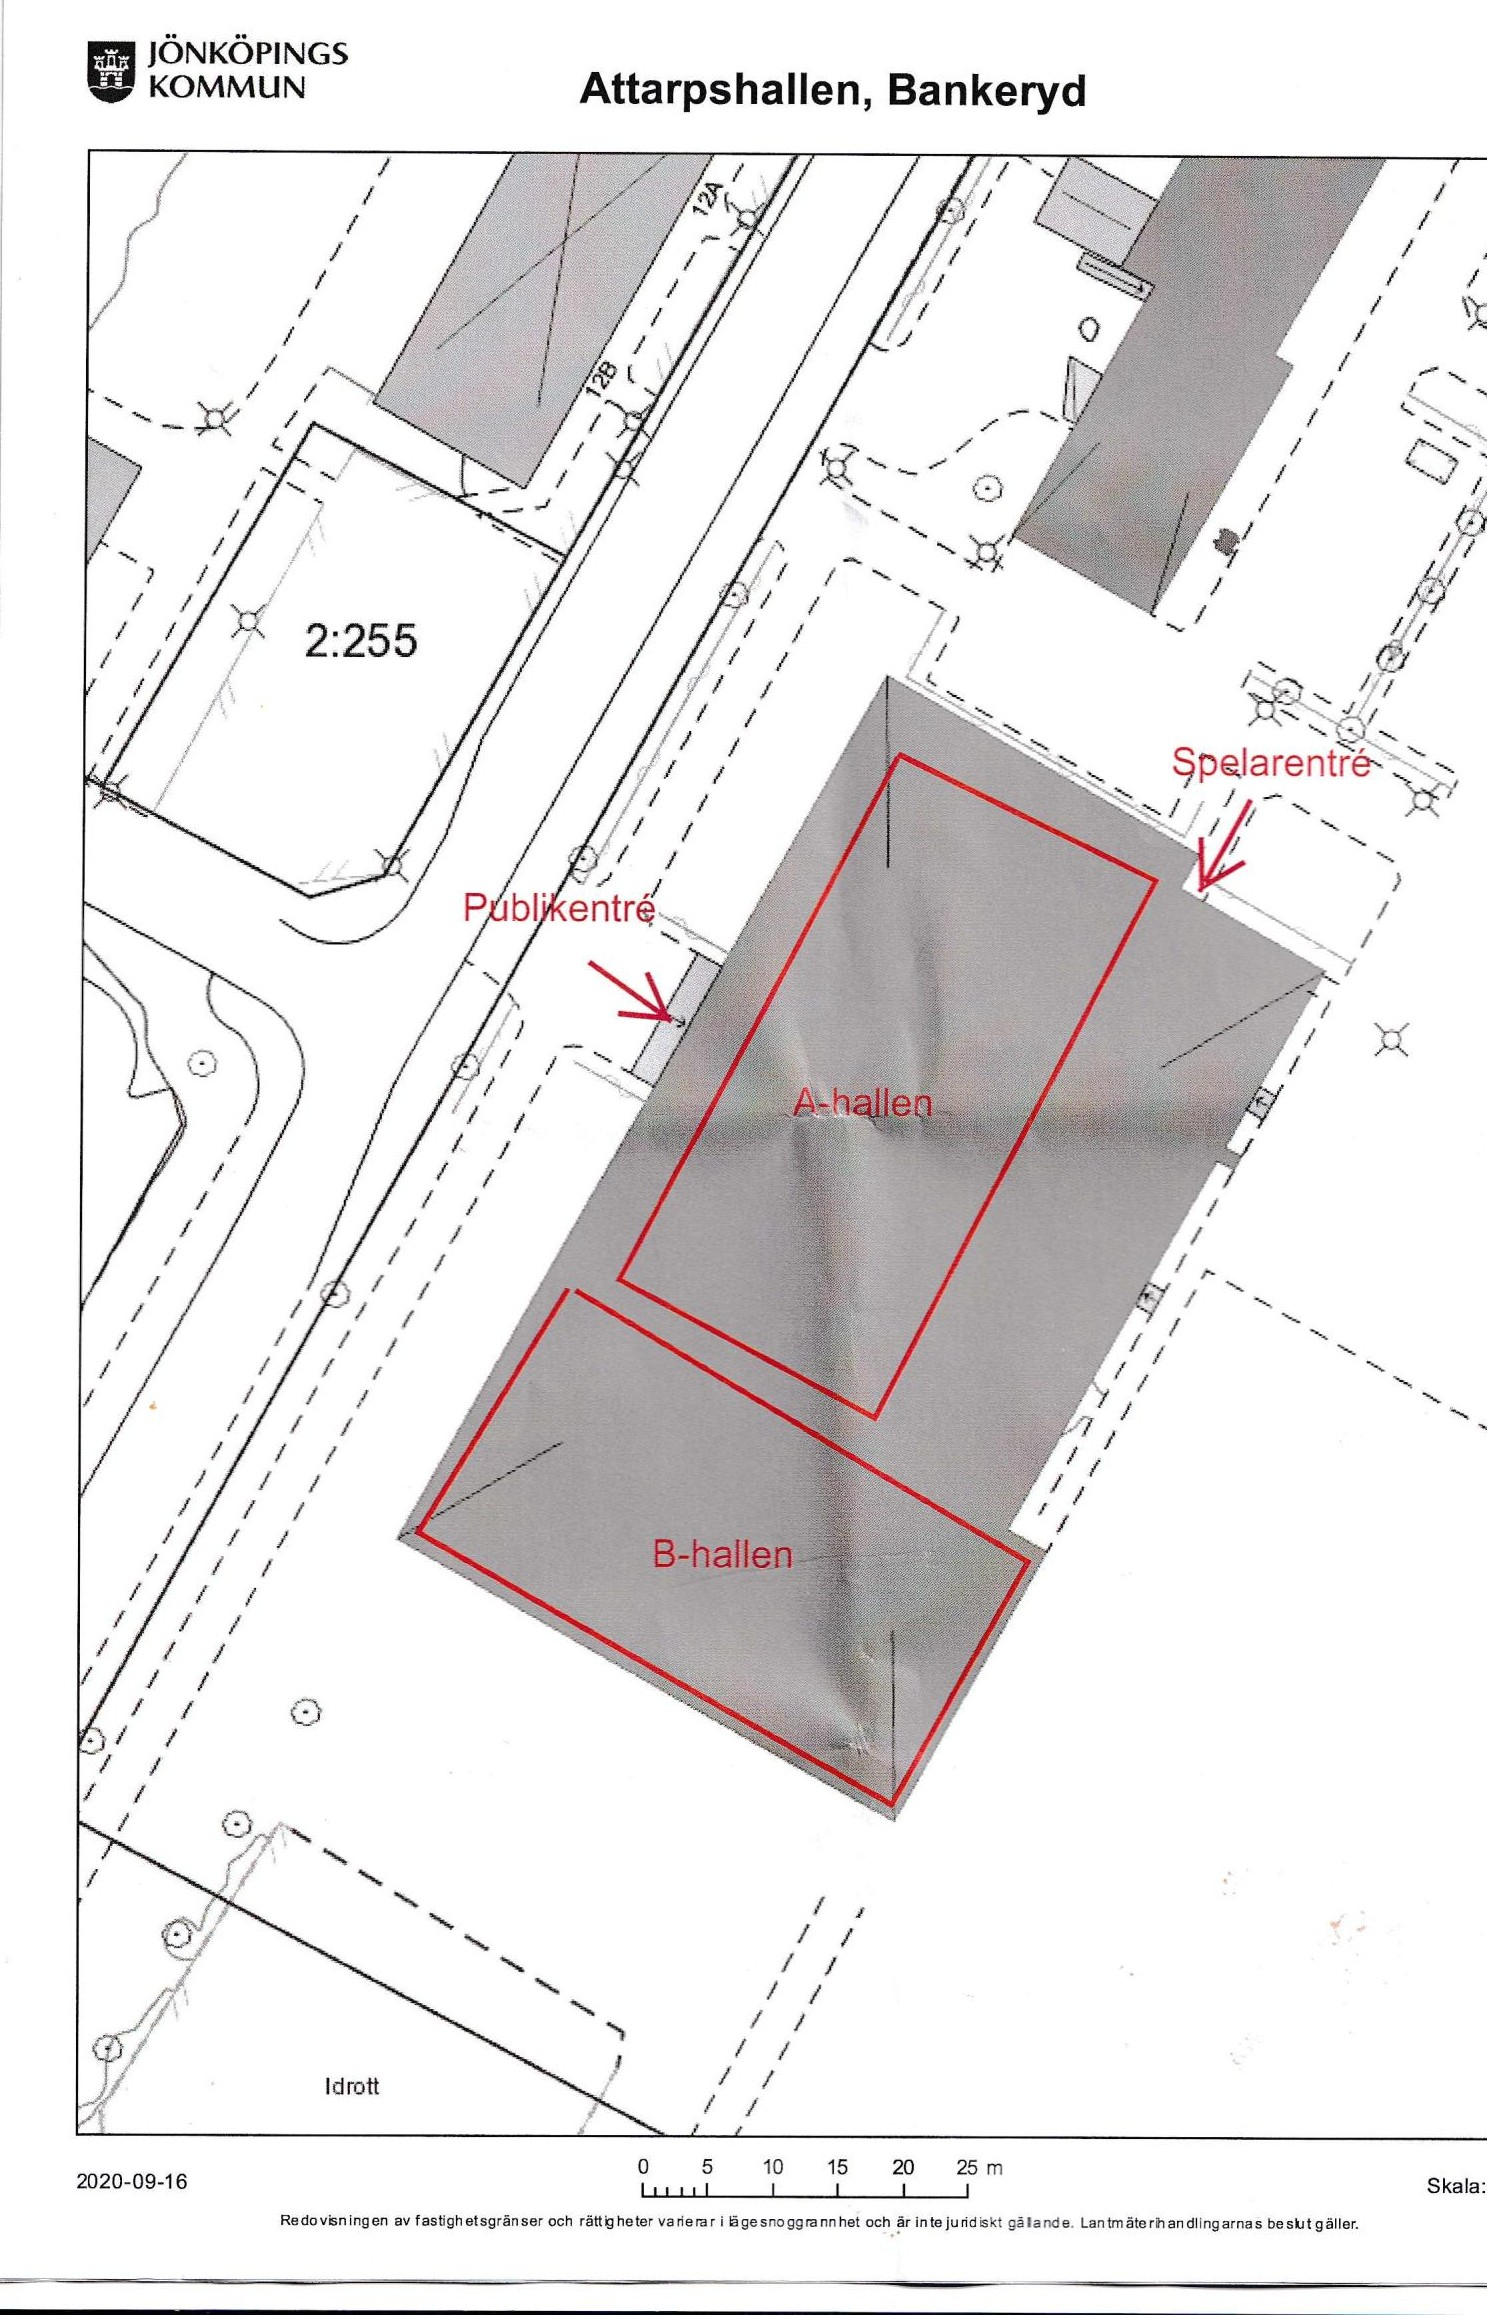 JÖNKÖPINGS
KOMMUN
Attarpshallen, Bankeryd
12A
12B
2:255
Spelarentré
Publikentré
A-hallen
B-hallen
Idrott
0 5 10 15 20 25 m
2020-09-16
Skala:
Redovisningen av fastighetsgränser och rättigheter varierar i lägesnoggrannhet och är inte juridiskt gällande. Lantmäterihandlingarnas beslut gäller.